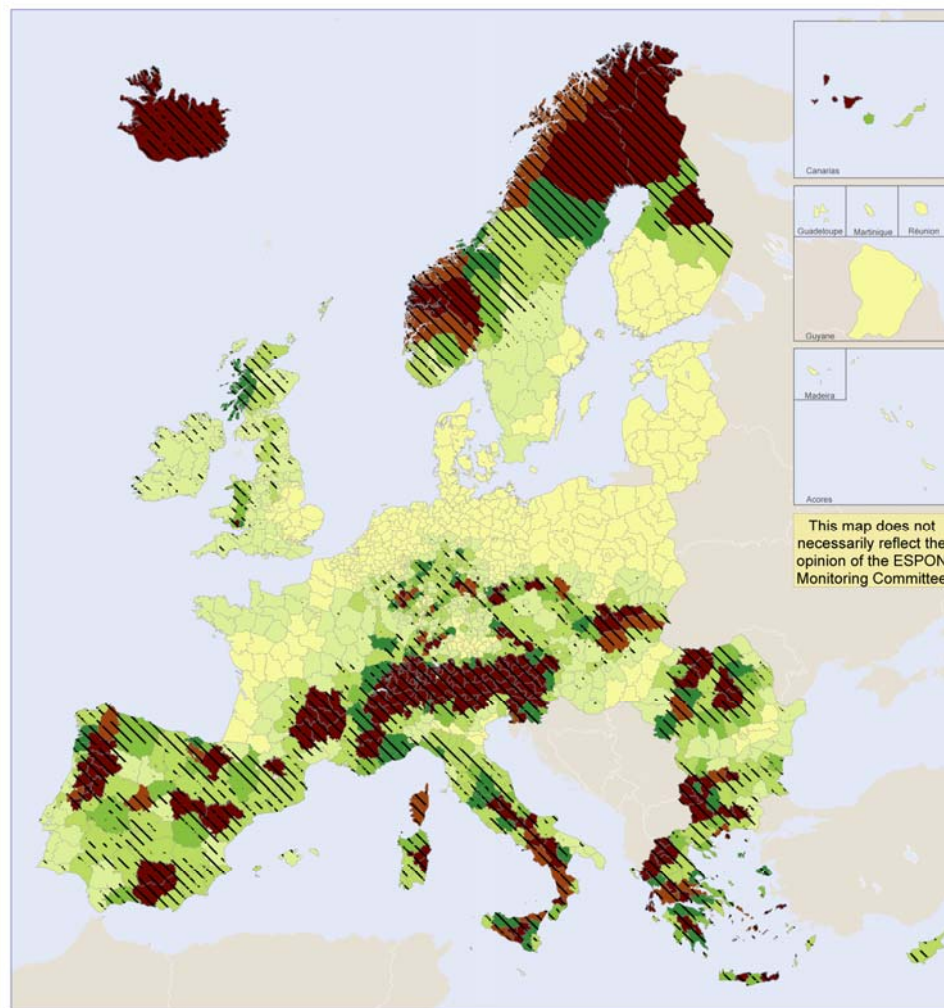 Canarias
Guadeloupe
Martinique
Réunion
Guyane
Madeira
Acores
This map does not
necessarily reflect the
opinion of the ESPON
Monitoring Committee